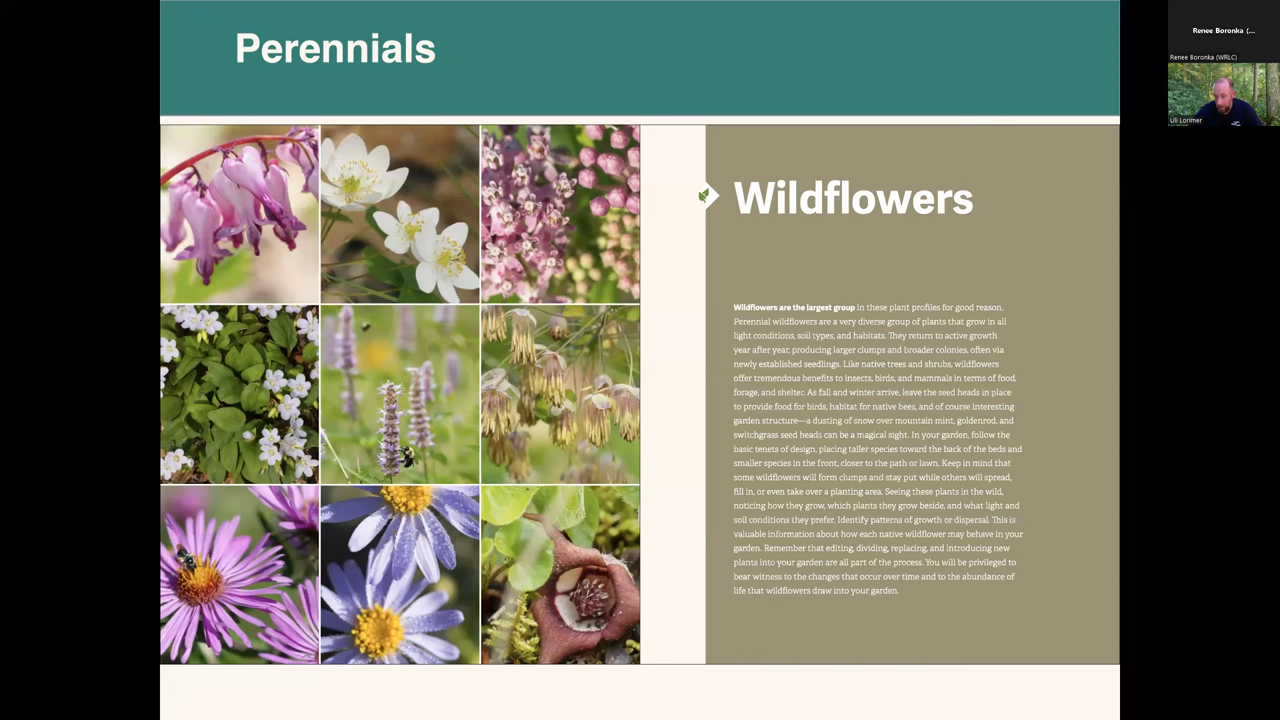 Perennials
Wildflowers
Wildflowers are the largest group in these plant profiles for good reason.
Perennial wildflowers are a very diverse group of plants that grow in all
light conditions, soil types, and habitats. They return to active growth
year after year, producing larger clumps and broader colonies, often via
newly established seedlings. Like native trees and shrubs, wildflowers
offer tremendous benefits to insects, birds, and mammals in terms of food,
forage, and shelter. As fall and winter arrive, leave the seed heads in place
to provide food for birds, habitat for native bees, and of course interesting
garden structure—a dusting of snow over mountain mint, goldenrod, and
switchgrass seed heads can be a magical sight. In your garden, follow the
basic tenets of design, placing taller species toward the back of the beds and
smaller species in the front, closer to the path or lawn. Keep in mind that
some wildflowers will form clumps and stay put while others will spread,
fill in, or even take over a planting area. Seeing these plants in the wild,
noticing how they grow, which plants they grow beside, and what light and
soil conditions they prefer. Identify patterns of growth or dispersal. This is
valuable information about how each native wildflower may behave in your
garden. Remember that editing, dividing, replacing, and introducing new
plants into your garden are all part of the process. You will be privileged to
bear witness to the changes that occur over time and to the abundance of
life that wildflowers draw into your garden.
Renee Boronka (...
Renee Boronka (WRLC)
Uli Lorimer